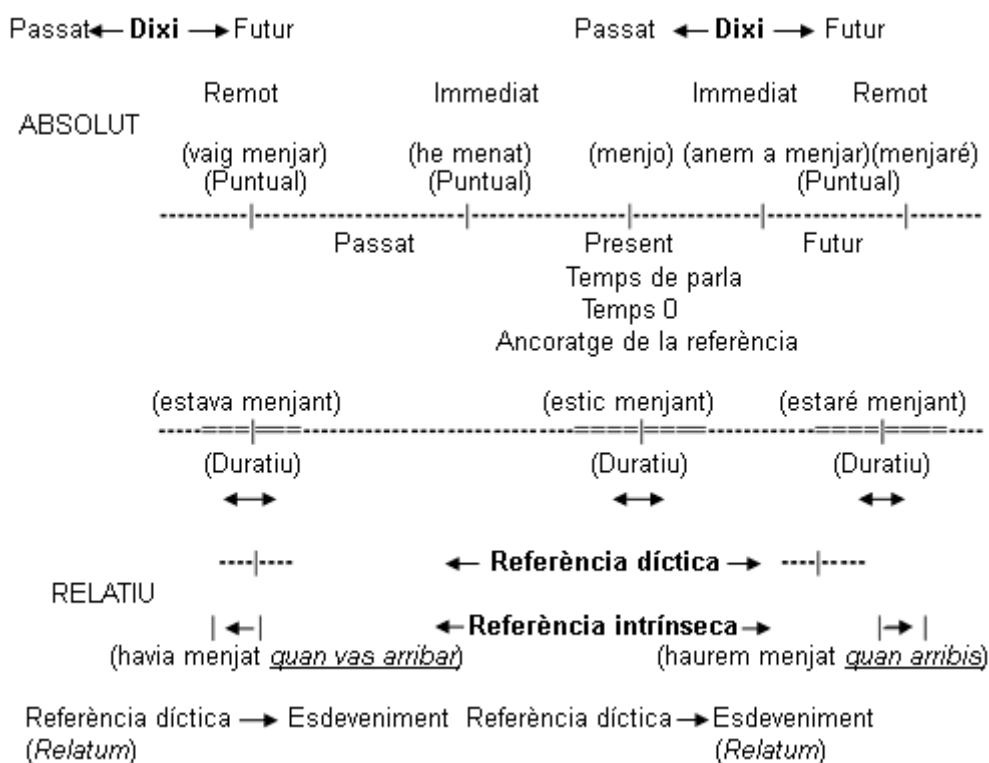 Passat ← Dixi → Futur Passat ← Dixi → Futur
Remot Immediat Immediat Remot
ABSOLUT
(vaig menjar) (he menat) (menjo) (anem a menjar)(menjaré)
(Puntual) (Puntual) (Puntual)
Passat Present Futur
Temps de parla
Temps 0
Ancoratge de la referència
(estava menjant) (estic menjant) (estaré menjant)
(Duratiu) (Duratiu) (Duratiu)
← Referència díctica →
RELATIU
← Referència intrínseca →
(havia menjat quan vas arribar) (haurem menjat quan arribis)
Referència díctica → Esdeveniment Referència díctica → Esdeveniment
(Relatum) (Relatum)